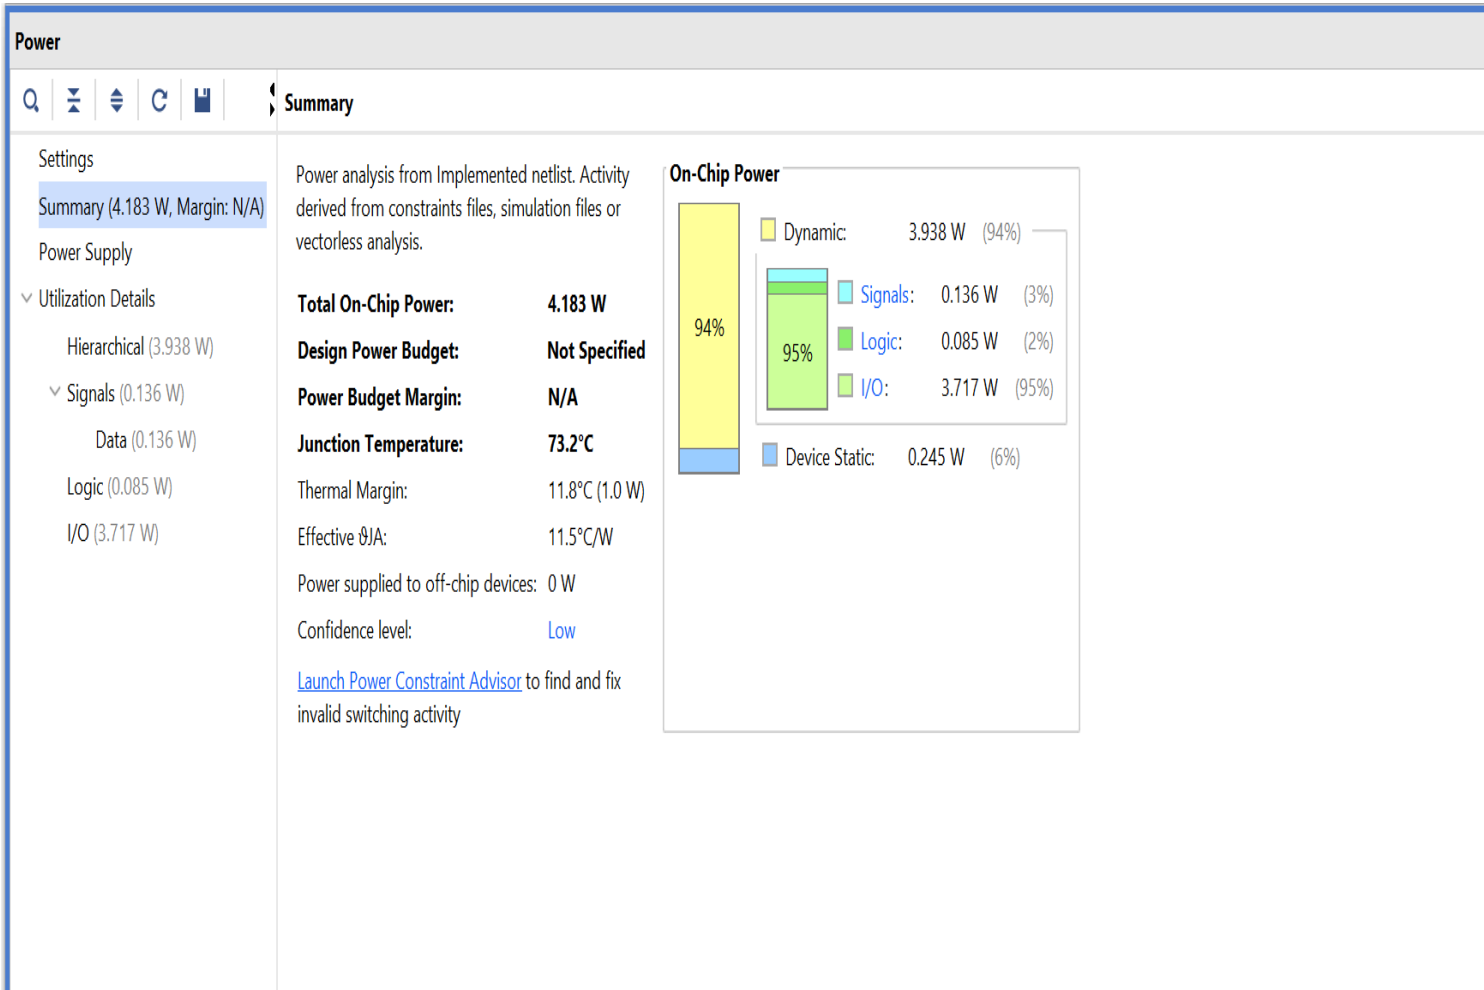 Power
Summary
Settings
Summary (4.183 W, Margin: N/A)
Power Supply
Utilization Details
Hierarchical (3.938 W)
Signals (0.136 W)
Data (0.136 W)
Logic (0.085 W)
I/O (3.717 W)
Power analysis from Implemented netlist. Activity
derived from constraints files, simulation files or
vectorless analysis.
Total On-Chip Power: 4.183 W
Design Power Budget: Not Specified
Power Budget Margin: N/A
Junction Temperature: 73.2°C
Thermal Margin: 11.8°C (1.0 W)
Effective ϑJA: 11.5°C/W
Power supplied to off-chip devices: 0 W
Confidence level: Low
Launch Power Constraint Advisor to find and fix
invalid switching activity
On-Chip Power
Dynamic: 3.938 W (94%)
Signals: 0.136 W (3%)
94%
Logic: 0.085 W (2%)
95%
I/O: 3.717 W (95%)
Device Static: 0.245 W (6%)